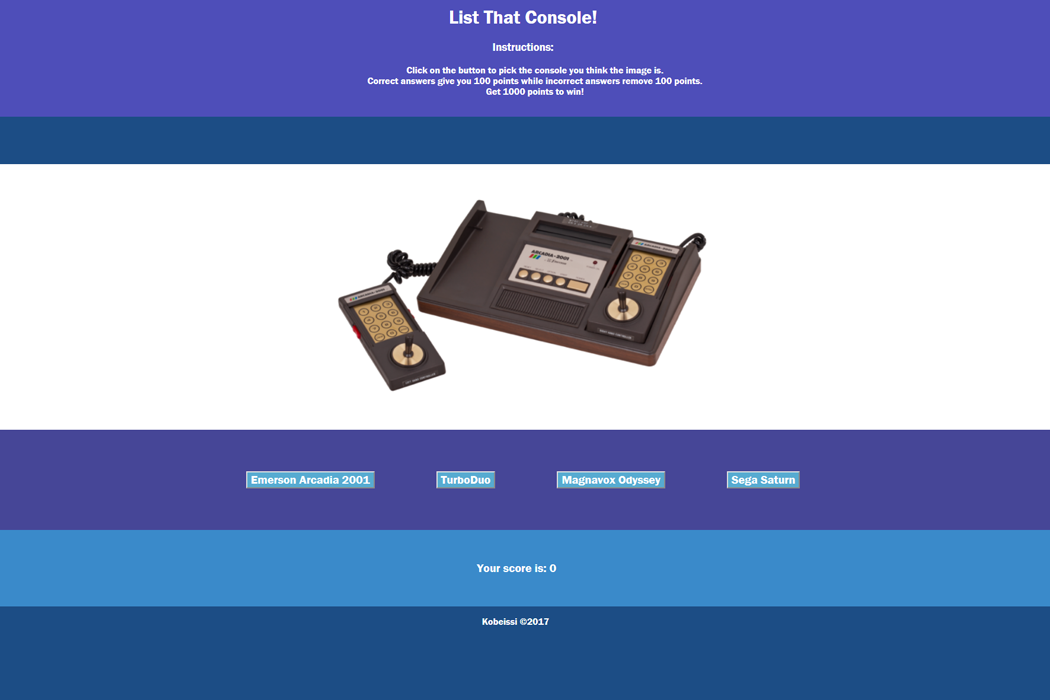 List That Console!
Instructions:
Click on the button to pick the console you think the image is.
Correct answers give you 100 points while incorrect answers remove 100 points.
Get 1000 points to win!
ARCADIA-2001
Emerson Arcadia 2001
TurboDuo
Magnavox Odyssey
Sega Saturn
Your score is: 0
Kobeissi ©2017